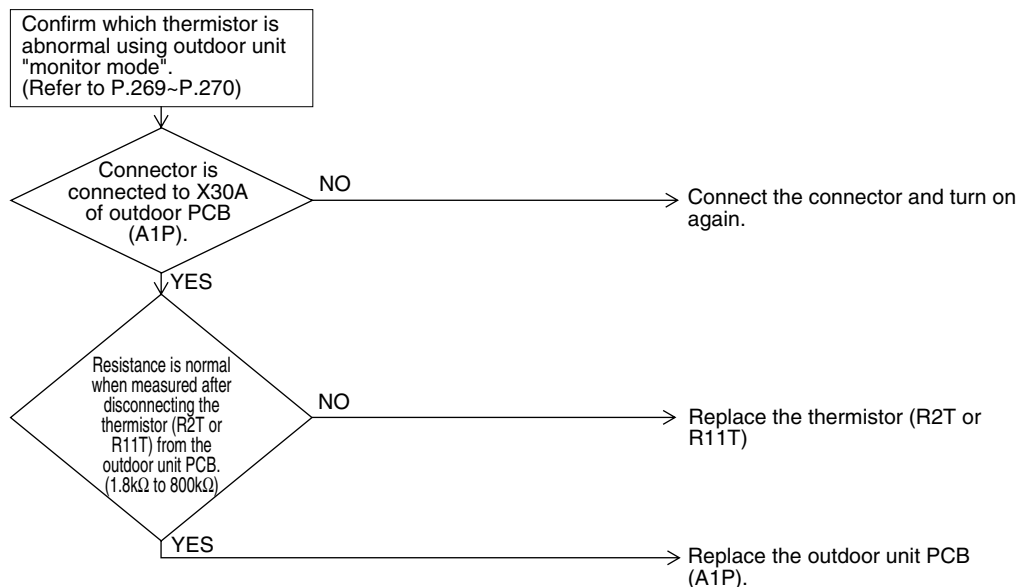 Confirm which thermistor is
abnormal using outdoor unit
"monitor mode".
(Refer to P.269~P.270)
Connector is
connected to X30A
of outdoor PCB
(A1P).
NO
Connect the connector and turn on
again.
YES
Resistance is normal
when measured after
disconnecting the
thermistor (R2T or
R11T) from the
outdoor unit PCB.
(1.8kΩ to 800kΩ)
NO
Replace the thermistor (R2T or
R11T)
YES
Replace the outdoor unit PCB
(A1P).